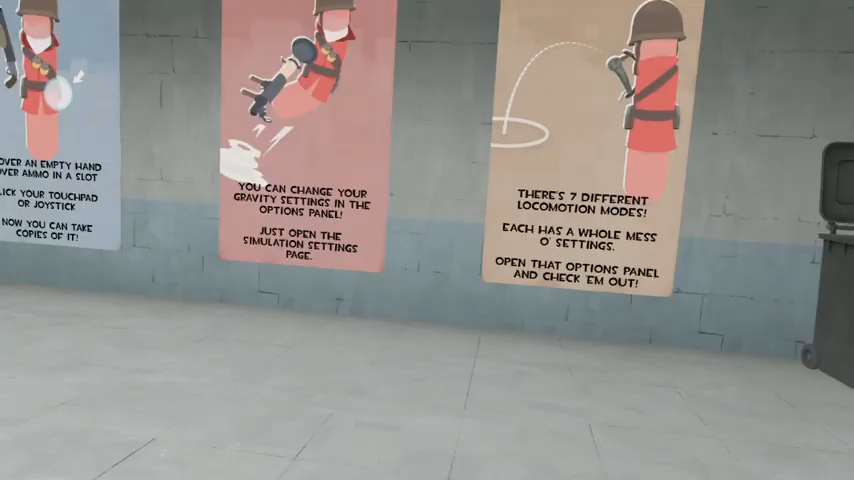 OVER AN EMPTY HAND
OVER AMMO IN A SLOT
LICK YOUR TOUCHPAD
OR JOYSTICK
NOW YOU CAN TAKE
COPIES OF IT!
YOU CAN CHANGE YOUR
GRAVITY SETTINGS IN THE
OPTIONS PANEL!
JUST OPEN THE
SIMULATION SETTINGS
PAGE.
THERE'S 7 DIFFERENT
LOCOMOTION MODES!
EACH HAS A WHOLE MESS
O' SETTINGS.
OPEN THAT OPTIONS PANEL
AND CHECK 'EM OUT!